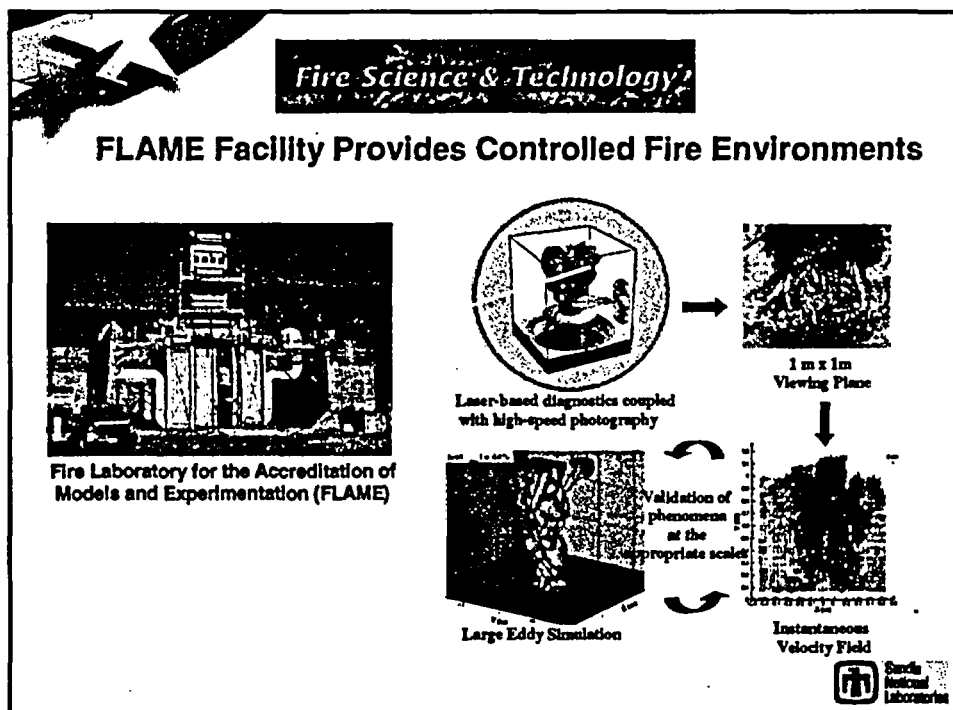 Fire Science & Technology
FLAME Facility Provides Controlled Fire Environments
Fire Laboratory for the Accreditation of
Models and Experimentation (FLAME)
Laser-based diagnostics coupled
with high-speed photography
1 m x 1m
Viewing Plane
Validation of
phenomena
at the
appropriate scale
Large Eddy Simulation
Instantaneous
Velocity Field
Sandia
National
Laboratories